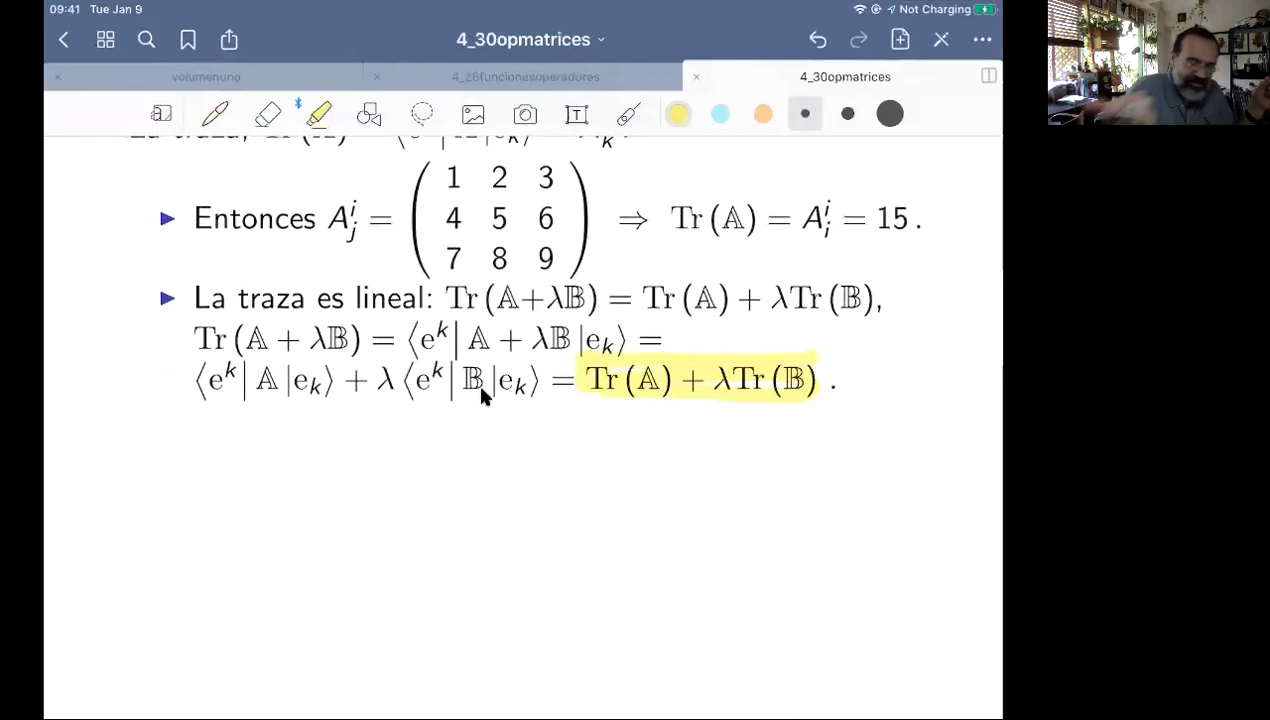 09:41 Tue Jan 9 Not Charging
4_30opmatrices
volumenuno 4_26funcionesuperadores 4_30opmatrices
▶ Entonces A^i_j = ( 1 2 3
4 5 6
7 8 9 ) ⇒ Tr (𝔸) = A^i_i = 15 .
▶ La traza es lineal: Tr (𝔸+λ𝔹) = Tr (𝔸) + λTr (𝔹),
Tr (𝔸 + λ𝔹) = ⟨e^k| 𝔸 + λ𝔹 |e_k⟩ =
⟨e^k| 𝔸 |e_k⟩ + λ ⟨e^k| 𝔹 |e_k⟩ = Tr (𝔸) + λTr (𝔹) .